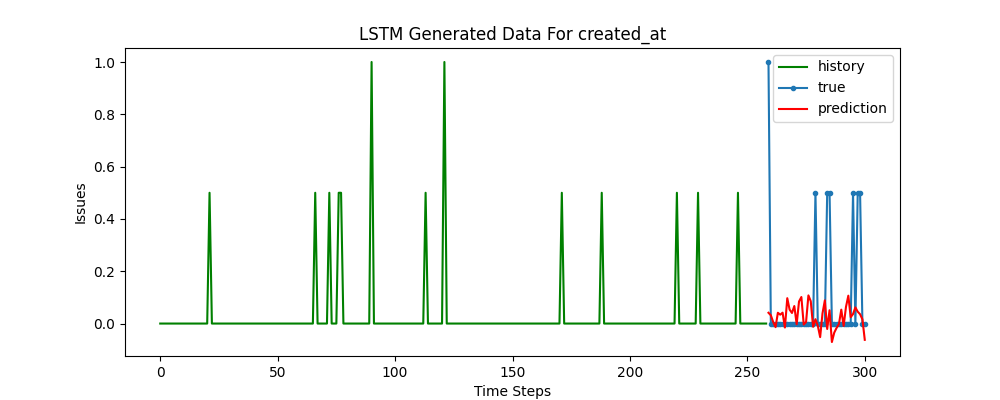 LSTM Generated Data For created_at
1.0
0.8
0.6
0.4
0.2
0.0
Issues
0 50 100 150 200 250 300
Time Steps
history
true
prediction